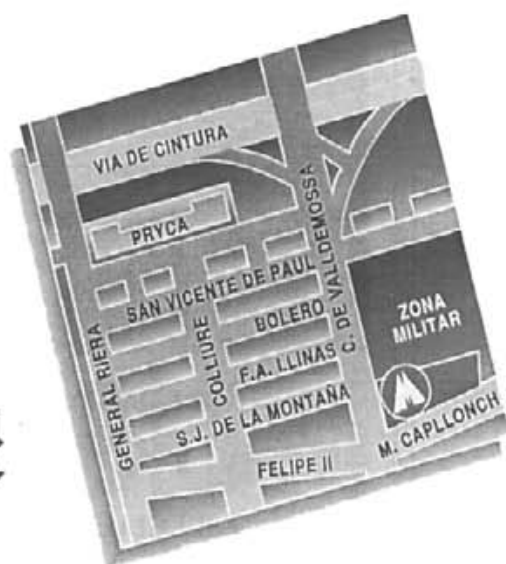 VIA DE CINTURA
PRYCA
SAN VICENTE DE PAUL
C. DE VALLDEMOSSA
BOLERO
ZONA
MILITAR
GENERAL RIERA
COLLIURE
F.A. LLINAS
S.J. DE LA MONTAÑA
FELIPE II
M. CAPLLONCH